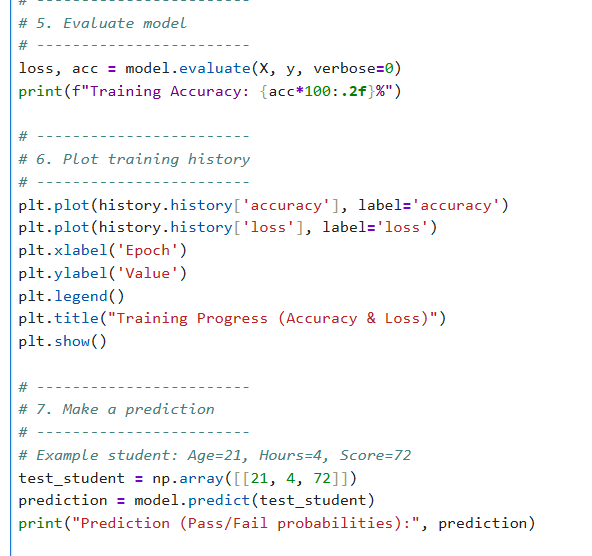 # ------------------------
# 5. Evaluate model
# ------------------------
loss, acc = model.evaluate(X, y, verbose=0)
print(f"Training Accuracy: {acc*100:.2f}%")
# ------------------------
# 6. Plot training history
# ------------------------
plt.plot(history.history['accuracy'], label='accuracy')
plt.plot(history.history['loss'], label='loss')
plt.xlabel('Epoch')
plt.ylabel('Value')
plt.legend()
plt.title("Training Progress (Accuracy & Loss)")
plt.show()
# ------------------------
# 7. Make a prediction
# ------------------------
# Example student: Age=21, Hours=4, Score=72
test_student = np.array([[21, 4, 72]])
prediction = model.predict(test_student)
print("Prediction (Pass/Fail probabilities):", prediction)